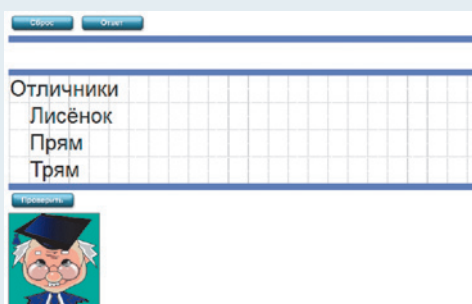 Сброс Ответ
Отличники
Лисёнок
Прям
Трям
Проверить